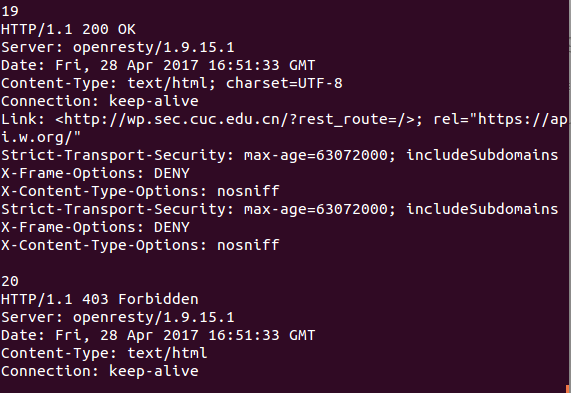 19
HTTP/1.1 200 OK
Server: openresty/1.9.15.1
Date: Fri, 28 Apr 2017 16:51:33 GMT
Content-Type: text/html; charset=UTF-8
Connection: keep-alive
Link: <http://wp.sec.cuc.edu.cn/?rest_route=/>; rel="https://ap
i.w.org/"
Strict-Transport-Security: max-age=63072000; includeSubdomains
X-Frame-Options: DENY
X-Content-Type-Options: nosniff
Strict-Transport-Security: max-age=63072000; includeSubdomains
X-Frame-Options: DENY
X-Content-Type-Options: nosniff
20
HTTP/1.1 403 Forbidden
Server: openresty/1.9.15.1
Date: Fri, 28 Apr 2017 16:51:33 GMT
Content-Type: text/html
Connection: keep-alive